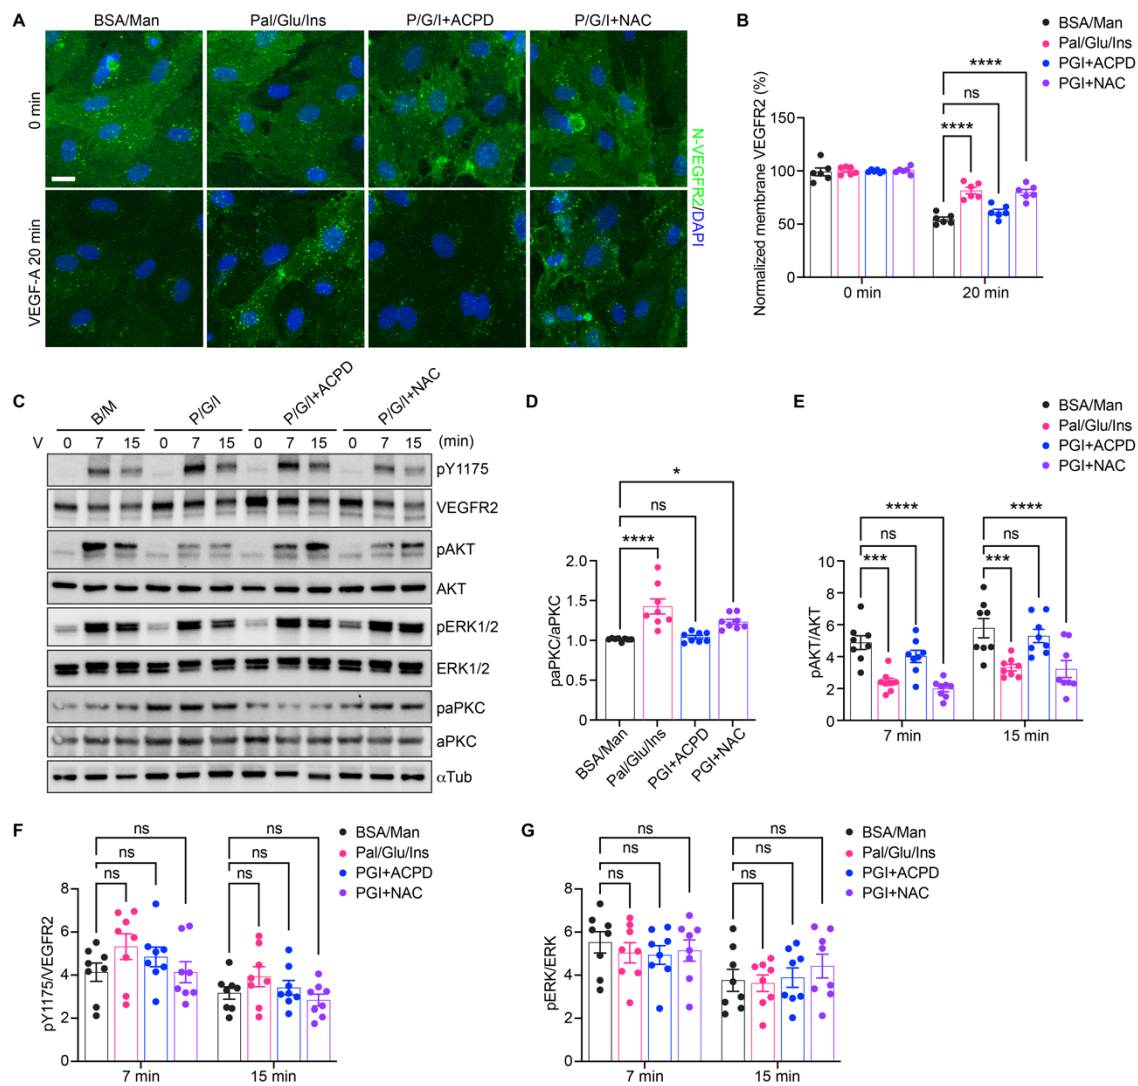 A
BSA/Man Pal/Glu/Ins P/G/I+ACPD P/G/I+NAC
0 min
VEGF-A 20 min
N-VEGFR2/DAPI
B
BSA/Man
Pal/Glu/Ins
PGI+ACPD
PGI+NAC
Normalized membrane VEGFR2 (%)
150
100
50
0
****
ns
****
0 min 20 min
C
B/M P/G/I P/G/I+ACPD P/G/I+NAC
V 0 7 15 0 7 15 0 7 15 0 7 15 (min)
pY1175
VEGFR2
pAKT
AKT
pERK1/2
ERK1/2
paPKC
aPKC
αTub
D
paPKC/aPKC
2.0
1.5
1.0
0.5
0
*
ns
****
BSA/Man Pal/Glu/Ins PGI+ACPD PGI+NAC
E
BSA/Man
Pal/Glu/Ins
PGI+ACPD
PGI+NAC
pAKT/AKT
10
8
6
4
2
0
**** ****
ns ns
*** ***
7 min 15 min
F
BSA/Man
Pal/Glu/Ins
PGI+ACPD
PGI+NAC
pY1175/VEGFR2
8
6
4
2
0
ns ns
ns ns
ns ns
7 min 15 min
G
BSA/Man
Pal/Glu/Ins
PGI+ACPD
PGI+NAC
pERK/ERK
8
6
4
2
0
ns ns
ns ns
ns ns
7 min 15 min